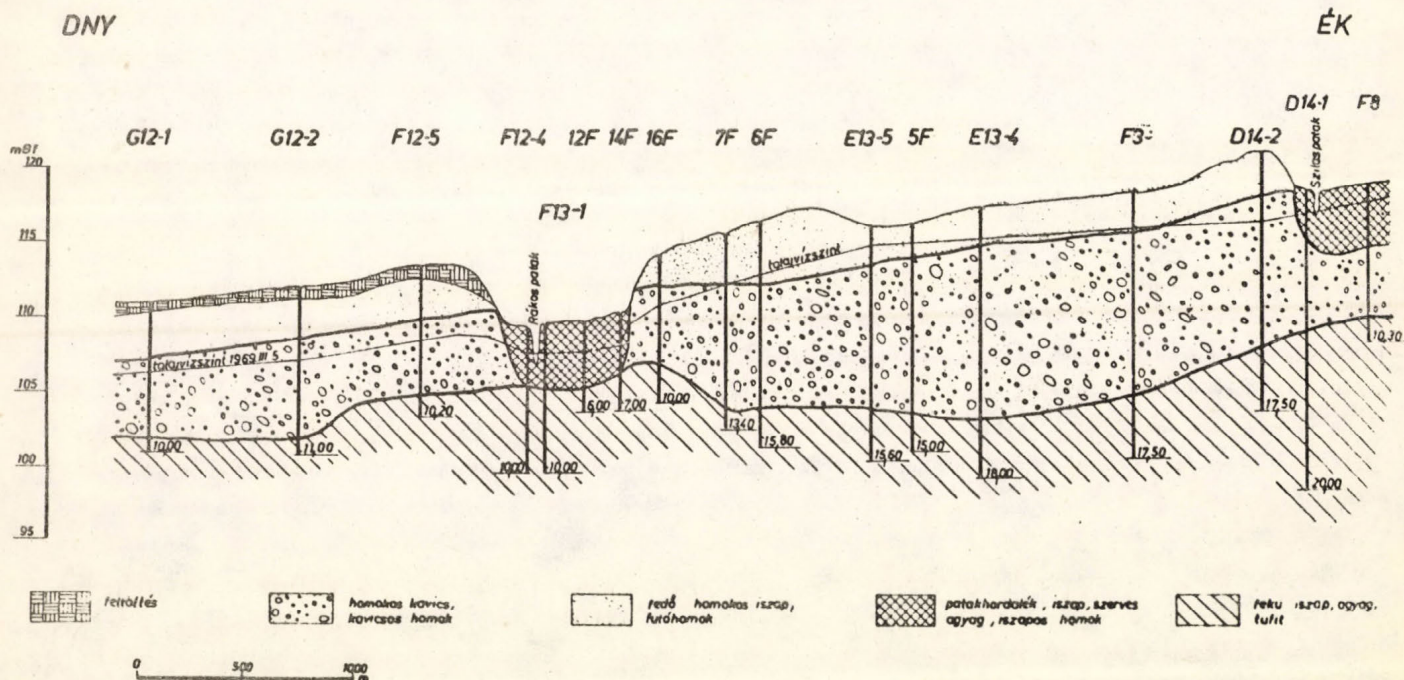 DNY
ÉK
G12-1 G12-2 F12-5 F12-4 12F 14F 16F 7F 6F E13-5 5F E13-4 F3 D14-2 D14-1 F8
F13-1
mBf
120
115
110
105
100
95
Rákos patak
Szilas patak
talajvízszint
talajvízszint 1969 III 5
10,00
11,00
10,20
10,00
10,00
6,00
7,00
10,00
13,40
15,80
15,60
15,00
18,00
17,50
17,50
20,00
10,30
feltöltés
homokos kavics,
kavicsos homok
fedő homokos iszap,
futóhomok
patakhordalék, iszap, szerves
agyag, iszapos homok
fekü iszap, agyag,
tufit
0 500 1000
m